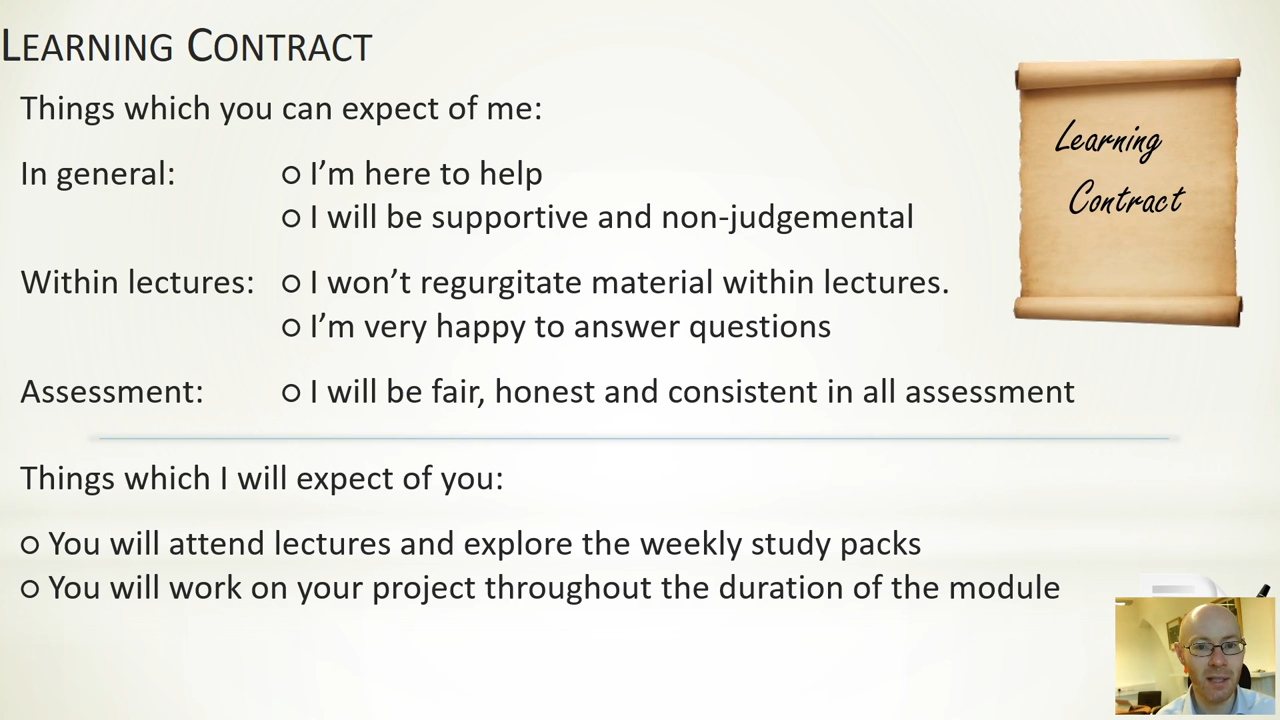 LEARNING CONTRACT
Things which you can expect of me:
In general: ○ I'm here to help
○ I will be supportive and non-judgemental
Within lectures: ○ I won't regurgitate material within lectures.
○ I'm very happy to answer questions
Assessment: ○ I will be fair, honest and consistent in all assessment
Learning
Contract
Things which I will expect of you:
○ You will attend lectures and explore the weekly study packs
○ You will work on your project throughout the duration of the module